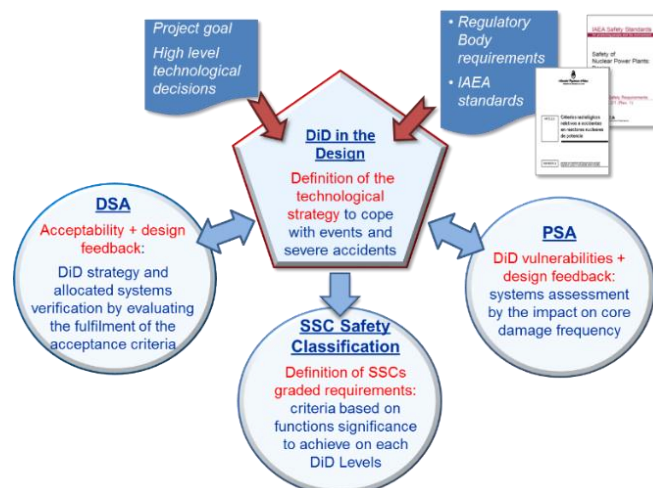 Project goal
High level
technological
decisions
• Regulatory
Body
requirements
• IAEA
standards
IAEA Safety Standards
Safety of
Nuclear Power Plants
Criterios radiológicos
relativos a accidentes
en reactores nucleares
de potencia
DiD in the
Design
Definition of the
technological
strategy to cope
with events and
severe accidents
DSA
Acceptability + design
feedback:
DiD strategy and
allocated systems
verification by evaluating
the fulfilment of the
acceptance criteria
PSA
DiD vulnerabilities +
design feedback:
systems assessment
by the impact on core
damage frequency
SSC Safety
Classification
Definition of SSCs
graded requirements:
criteria based on
functions significance
to achieve on each
DiD Levels